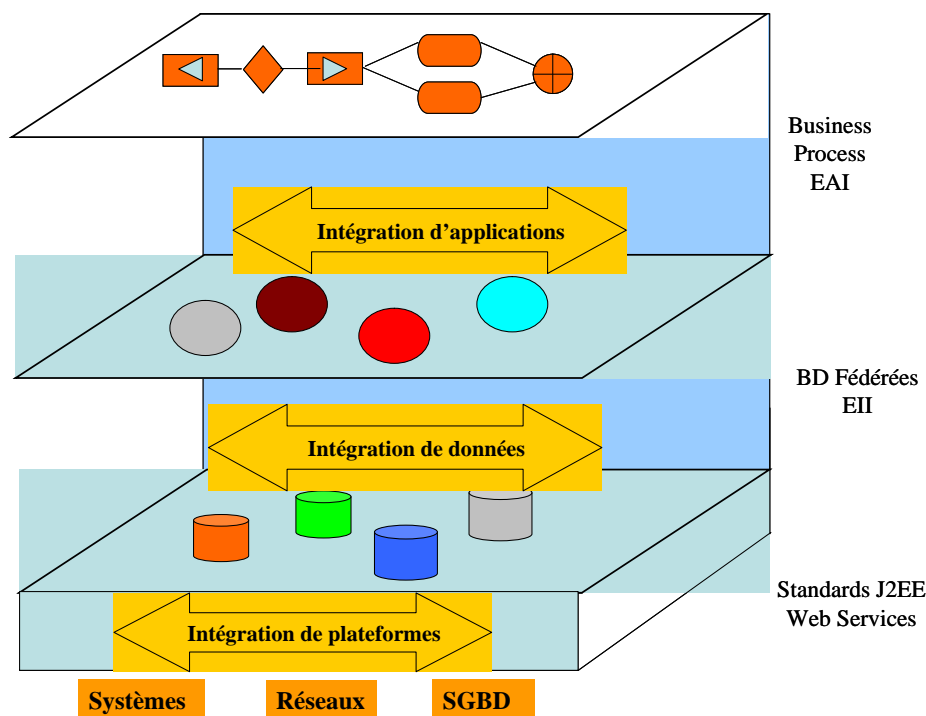 Business
Process
EAI
Intégration d'applications
BD Fédérées
EII
Intégration de données
Standards J2EE
Web Services
Intégration de plateformes
Systèmes
Réseaux
SGBD